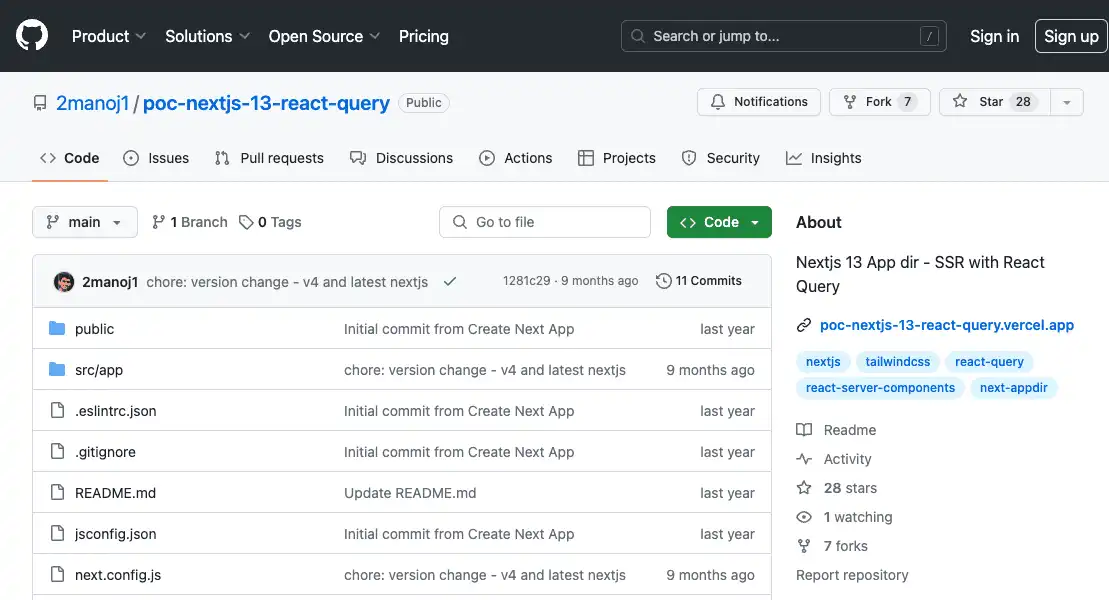 Product Solutions Open Source Pricing Search or jump to... / Sign in Sign up
2manoj1 / poc-nextjs-13-react-query Public Notifications Fork 7 Star 28
Code Issues Pull requests Discussions Actions Projects Security Insights
main 1 Branch 0 Tags Go to file Code
2manoj1 chore: version change - v4 and latest nextjs 1281c29 · 9 months ago 11 Commits
public Initial commit from Create Next App last year
src/app chore: version change - v4 and latest nextjs 9 months ago
.eslintrc.json Initial commit from Create Next App last year
.gitignore Initial commit from Create Next App last year
README.md Update README.md last year
jsconfig.json Initial commit from Create Next App last year
next.config.js chore: version change - v4 and latest nextjs 9 months ago
About
Nextjs 13 App dir - SSR with React
Query
poc-nextjs-13-react-query.vercel.app
nextjs tailwindcss react-query
react-server-components next-appdir
Readme
Activity
28 stars
1 watching
7 forks
Report repository